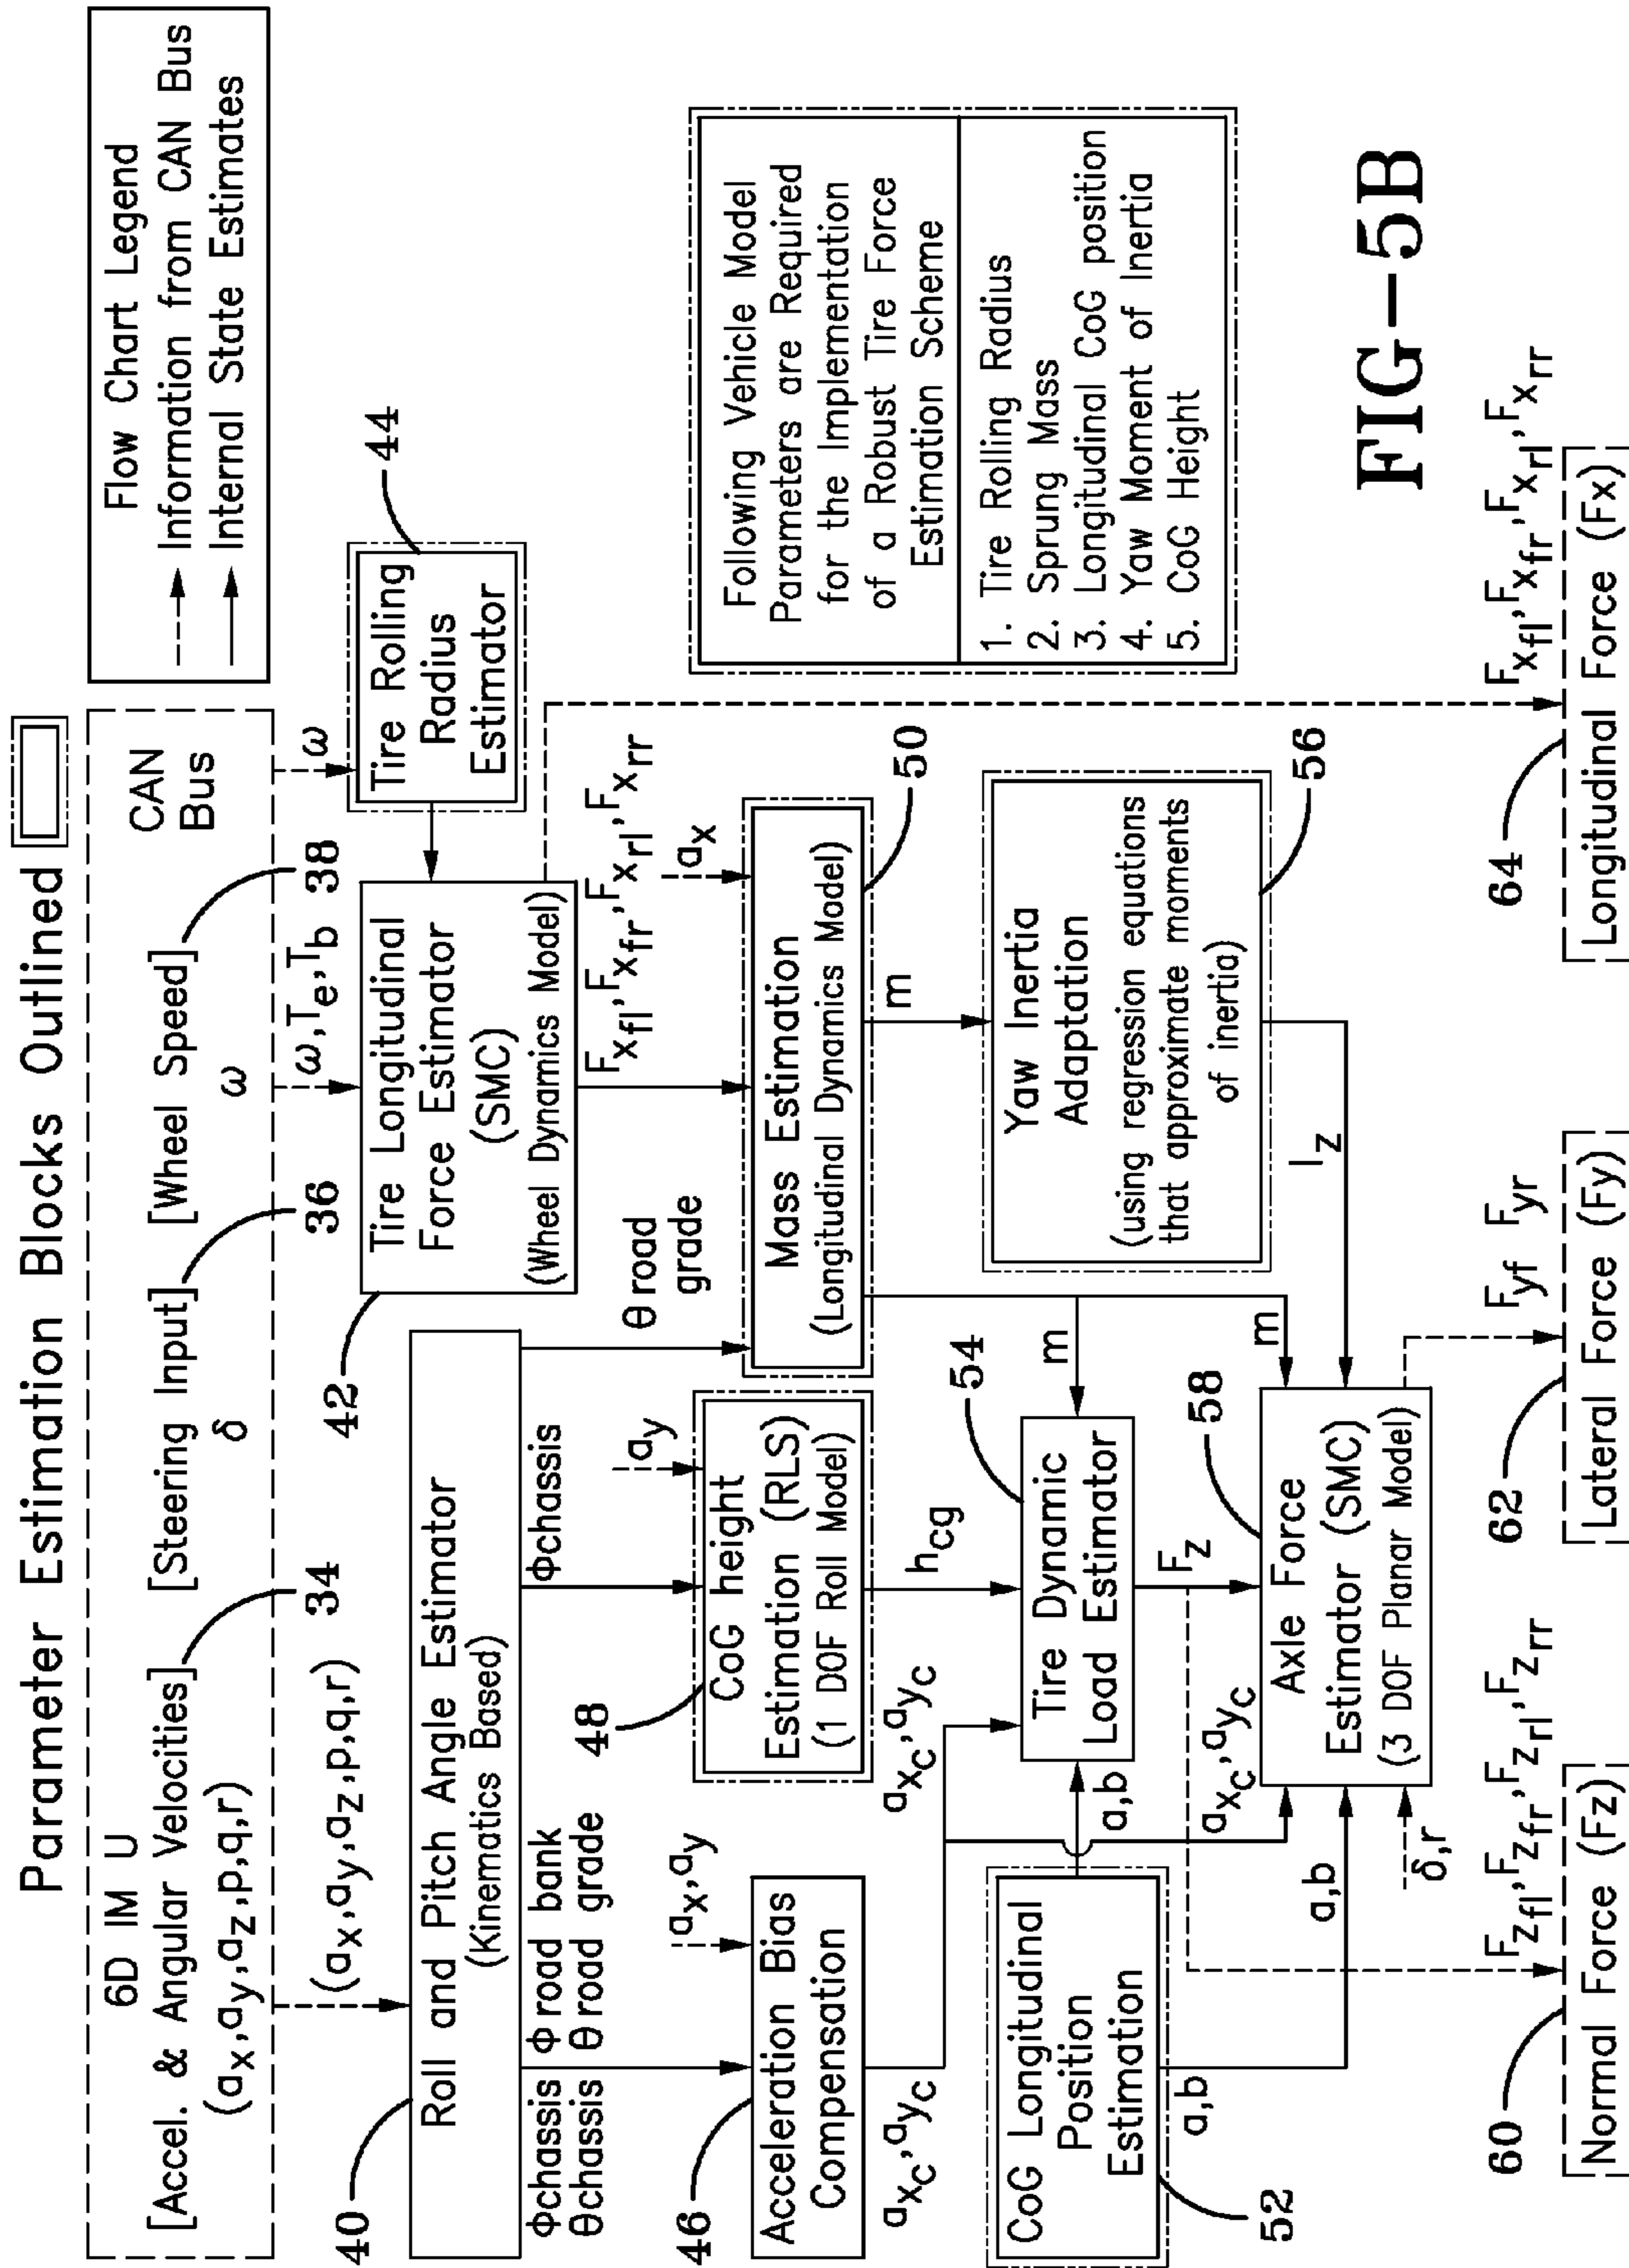 Parameter Estimation Blocks Outlined
Flow Chart Legend
Information from CAN Bus
Internal State Estimates
6D IM U
[Accel. & Angular Velocities]
(ax,ay,az,p,q,r)
34
[Steering Input]
δ
36
[Wheel Speed]
ω
38
CAN
Bus
(ax,ay,az,p,q,r)
ω,Te,Tb
ω
40
Roll and Pitch Angle Estimator
(Kinematics Based)
42
Tire Longitudinal
Force Estimator
(SMC)
(Wheel Dynamics Model)
Tire Rolling
Radius
Estimator
44
Φchassis
θchassis
Φ road bank
θ road grade
Φchassis
θ road
grade
Fxfl,Fxfr,Fxrl,Fxrr
ax,ay
ay
ax
46
Acceleration Bias
Compensation
48
CoG height
Estimation (RLS)
(1 DOF Roll Model)
Mass Estimation
(Longitudinal Dynamics Model)
50
axc,ayc
axc,ayc
hcg
m
m
CoG Longitudinal
Position
Estimation
52
a,b
a,b
Tire Dynamic
Load Estimator
54
Yaw Inertia
Adaptation
(using regression equations
that approximate moments
of inertia)
56
Fz
axc,ayc
a,b
δ,r
m
Iz
Axle Force
Estimator (SMC)
(3 DOF Planar Model)
58
Following Vehicle Model
Parameters are Required
for the Implementation
of a Robust Tire Force
Estimation Scheme
1. Tire Rolling Radius
2. Sprung Mass
3. Longitudinal CoG position
4. Yaw Moment of Inertia
5. CoG Height
60
Fzfl,Fzfr,Fzrl,Fzrr
Normal Force (Fz)
62
Fyf Fyr
Lateral Force (Fy)
64
Fxfl,Fxfr,Fxrl,Fxrr
Longitudinal Force (Fx)
FIG-5B